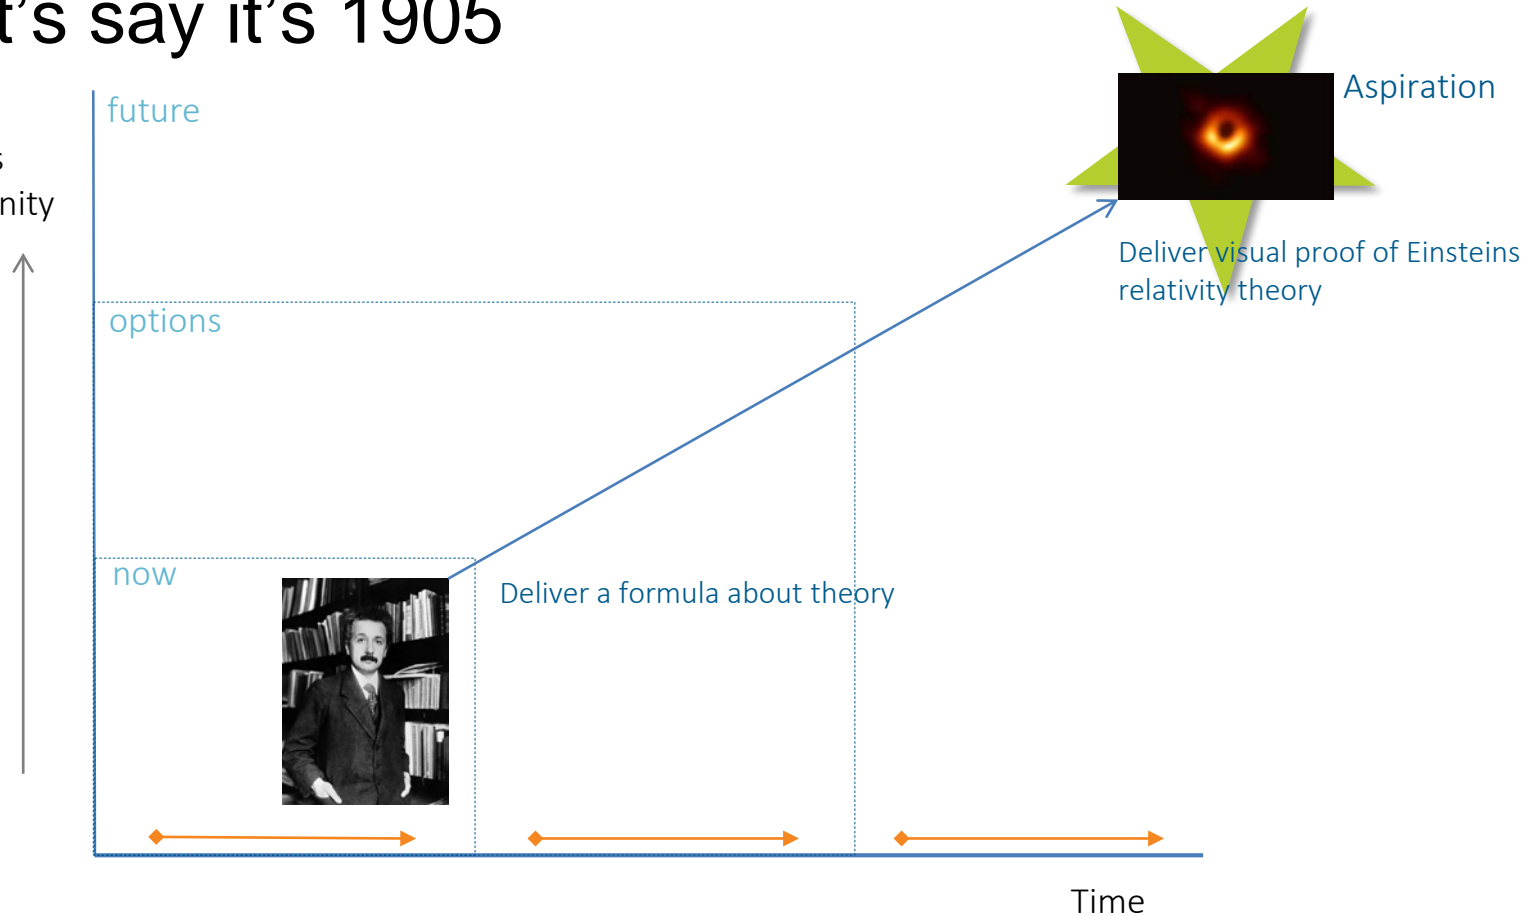 t's say it's 1905
future
Aspiration
s
nity
Deliver visual proof of Einsteins
relativity theory
options
now
Deliver a formula about theory
Time